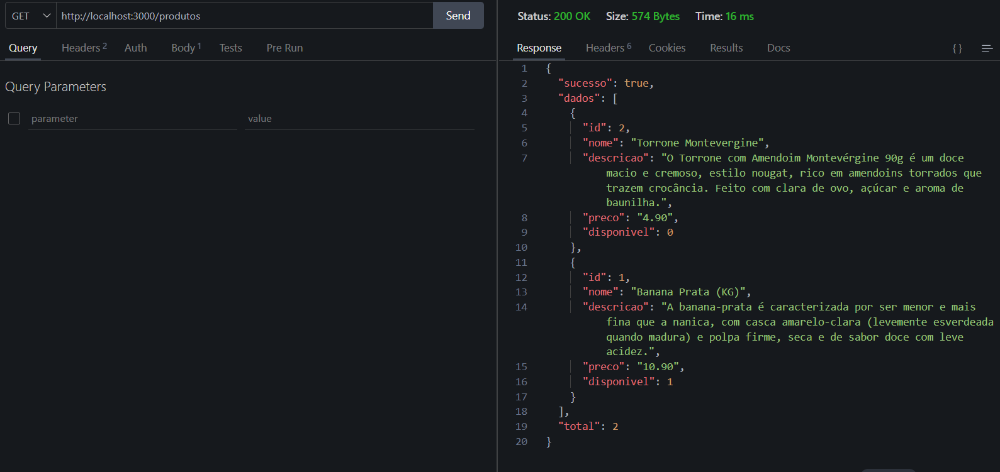 GET http://localhost:3000/produtos Send
Query Headers 2 Auth Body 1 Tests Pre Run
Query Parameters
parameter value
Status: 200 OK Size: 574 Bytes Time: 16 ms
Response Headers 6 Cookies Results Docs { }
1 {
2 "sucesso": true,
3 "dados": [
4 {
5 "id": 2,
6 "nome": "Torrone Montevergine",
7 "descricao": "O Torrone com Amendoim Montevérgine 90g é um doce
macio e cremoso, estilo nougat, rico em amendoins torrados que
trazem crocância. Feito com clara de ovo, açúcar e aroma de
baunilha.",
8 "preco": "4.90",
9 "disponivel": 0
10 },
11 {
12 "id": 1,
13 "nome": "Banana Prata (KG)",
14 "descricao": "A banana-prata é caracterizada por ser menor e mais
fina que a nanica, com casca amarelo-clara (levemente esverdeada
quando madura) e polpa firme, seca e de sabor doce com leve
acidez.",
15 "preco": "10.90",
16 "disponivel": 1
17 }
18 ],
19 "total": 2
20 }